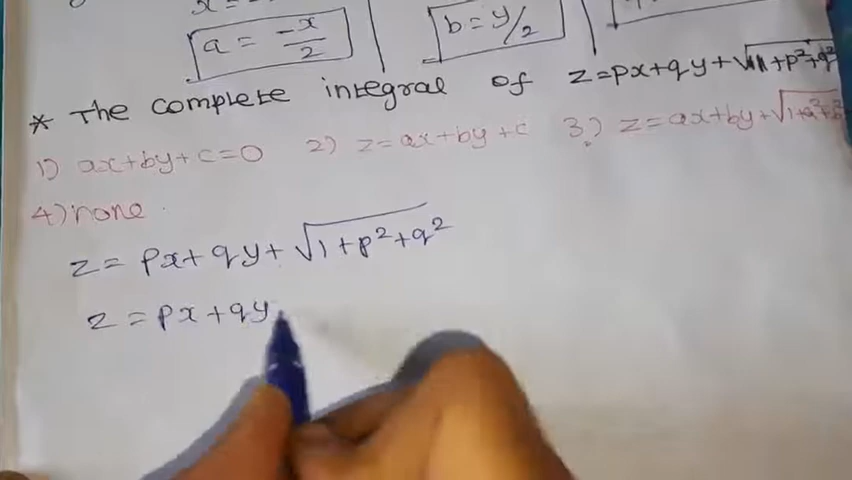 a = -x/2 b = y/2
* The complete integral of z=px+qy+√1+p²+q²
1) ax+by+c=0 2) z=ax+by+c 3.) z=ax+by+√1+a²+b²
4) none.
z = px+qy+√1+p²+q²
z = px+qy